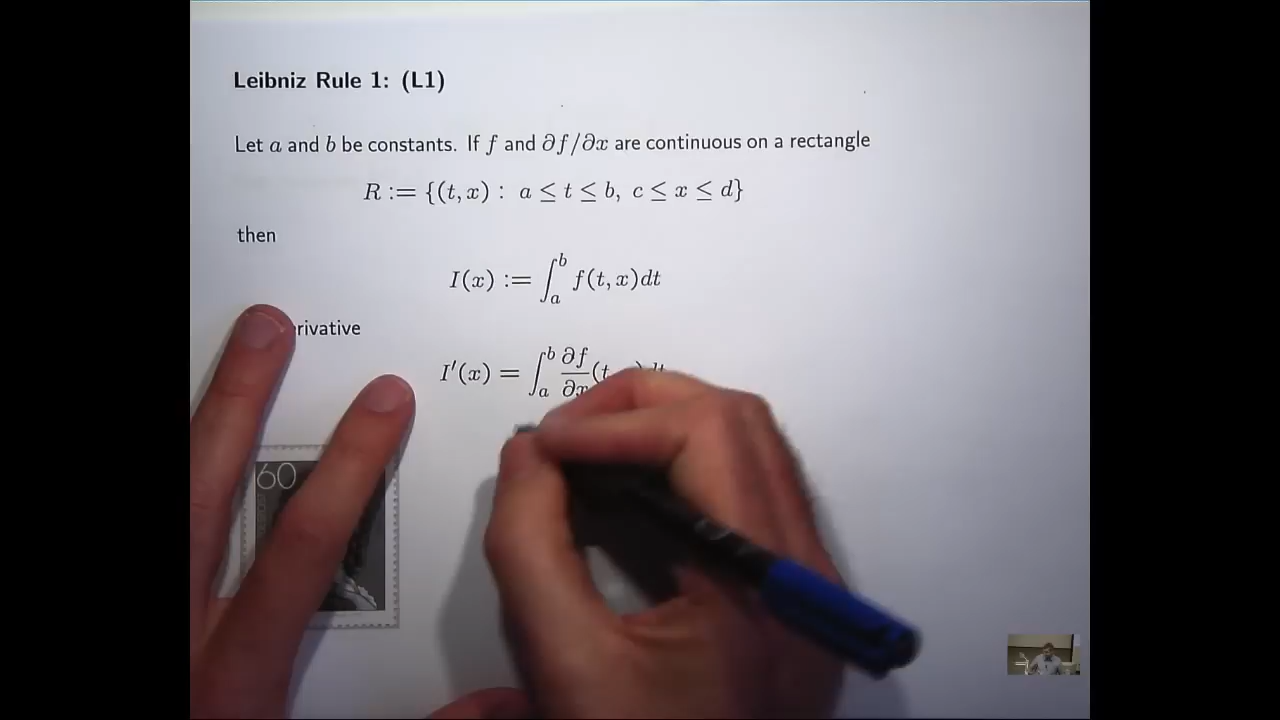 Leibniz Rule 1: (L1)
Let a and b be constants. If f and ∂f/∂x are continuous on a rectangle
R := {(t, x) : a ≤ t ≤ b, c ≤ x ≤ d}
then
I(x) := ∫_a^b f(t, x)dt
rivative
I′(x) = ∫_a^b ∂f/∂x (t
60